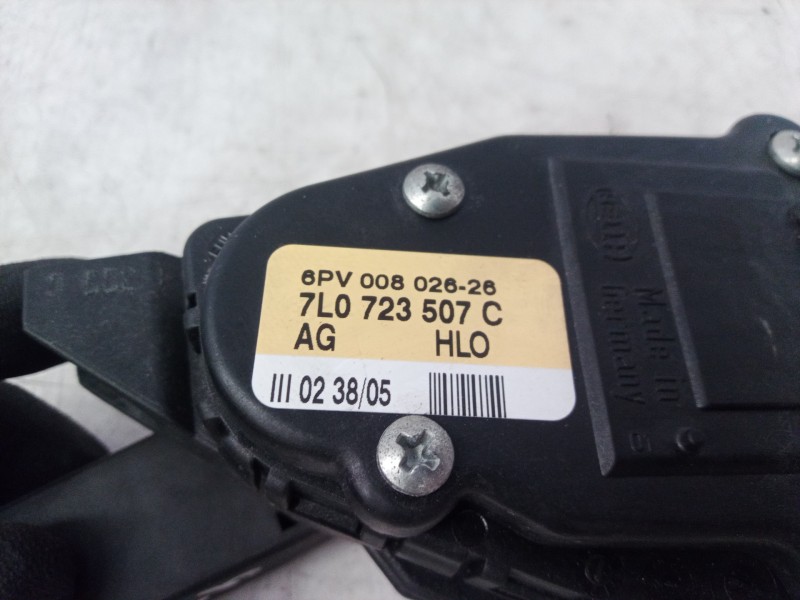 6PV 008 026-26
7L0 723 507 C
AG HLO
III 02 38/05
Made in
Germany